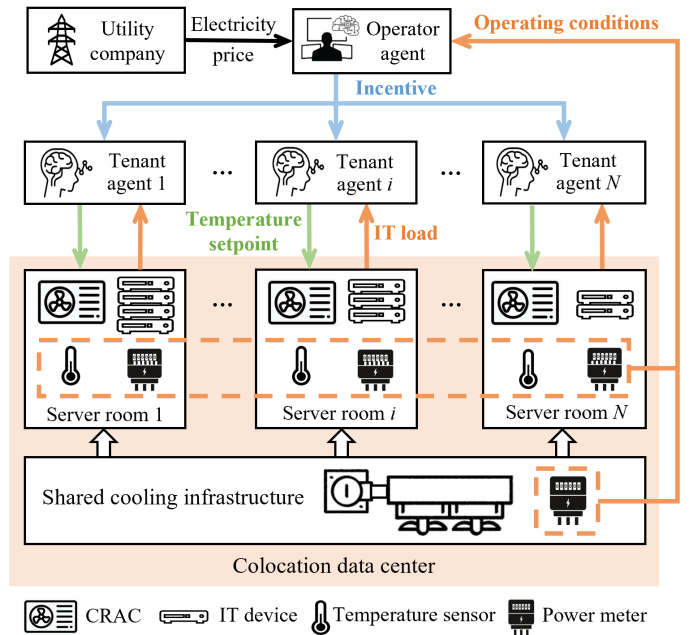 Utility
company
Electricity
price
Operator
agent
Operating conditions
Incentive
Tenant
agent 1
...
Tenant
agent i
...
Tenant
agent N
Temperature
setpoint
IT load
...
...
Server room 1
Server room i
Server room N
Shared cooling infrastructure
Colocation data center
CRAC
IT device
Temperature sensor
Power meter